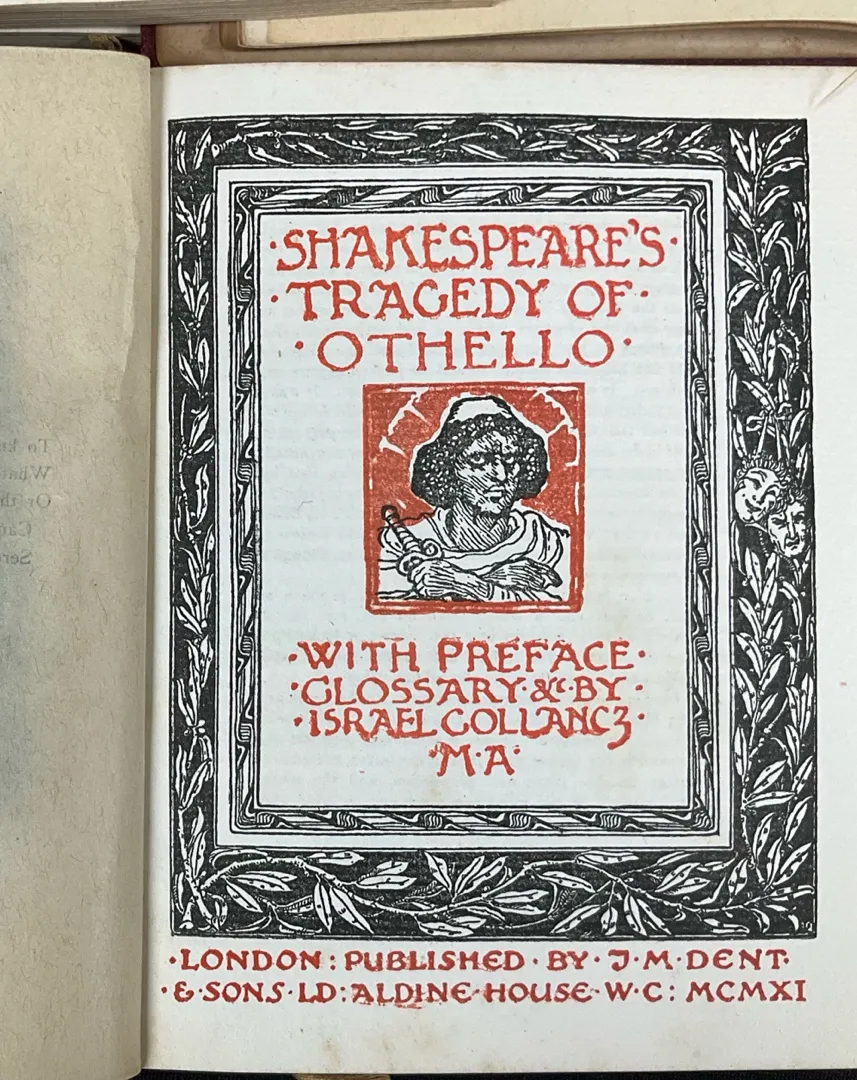 ·SHAKESPEARE'S·
·TRAGEDY OF·
·OTHELLO·
·WITH PREFACE·
·GLOSSARY·&c·BY·
·ISRAEL GOLLANCZ·
·M·A·
·LONDON: PUBLISHED·BY·J·M·DENT·
·&·SONS·LD: ALDINE·HOUSE·W·C: MCMXI